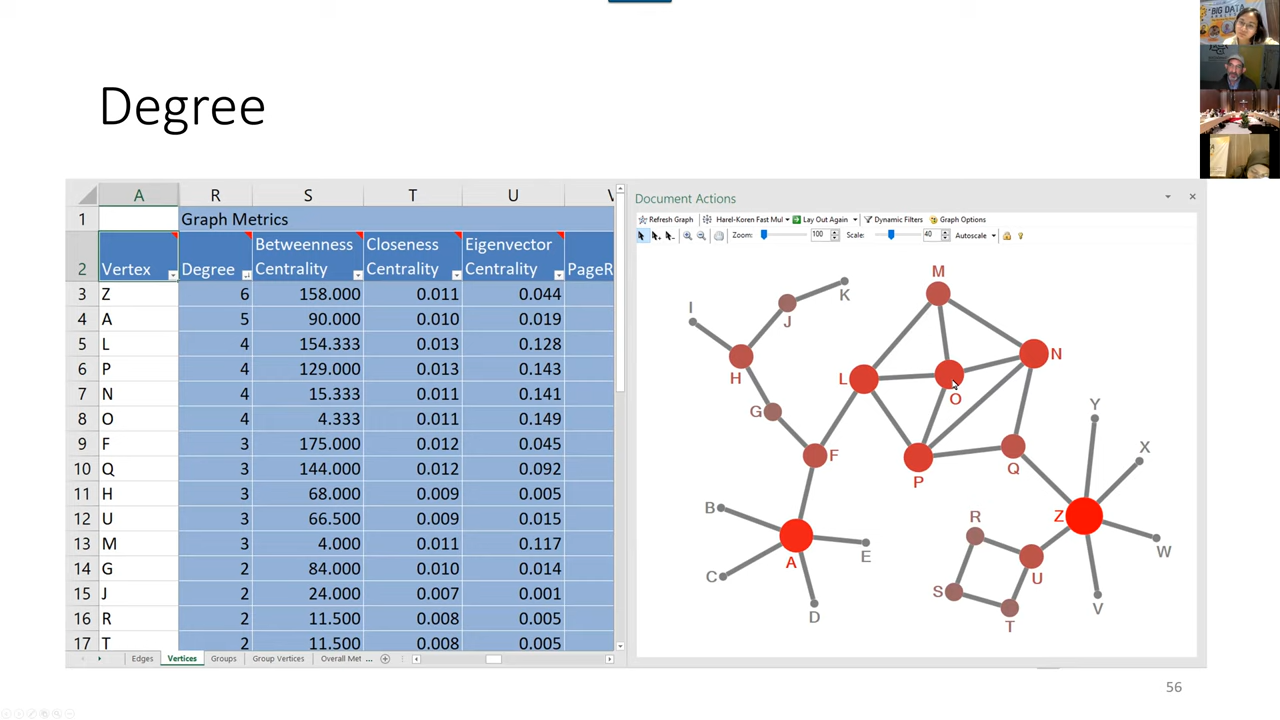 BIG DATA
Degree
A R S T U
1 Graph Metrics
Betweenness Closeness Eigenvector
2 Vertex Degree Centrality Centrality Centrality PageR
3 Z 6 158.000 0.011 0.044
4 A 5 90.000 0.010 0.019
5 L 4 154.333 0.013 0.128
6 P 4 129.000 0.013 0.143
7 N 4 15.333 0.011 0.141
8 O 4 4.333 0.011 0.149
9 F 3 175.000 0.012 0.045
10 Q 3 144.000 0.012 0.092
11 H 3 68.000 0.009 0.005
12 U 3 66.500 0.009 0.015
13 M 3 4.000 0.011 0.117
14 G 2 84.000 0.010 0.014
15 J 2 24.000 0.007 0.001
16 R 2 11.500 0.008 0.005
17 T 2 11.500 0.008 0.005
Edges Vertices Groups Group Vertices Overall Met ...
Document Actions
Refresh Graph Harel-Koren Fast Mul Lay Out Again Dynamic Filters Graph Options
Zoom: 100 Scale: 40 Autoscale
M
K
I
J
N
H
L
O
Y
G
F
X
Q
P
B
R
Z
E
A
W
C
U
S
V
D
T
56